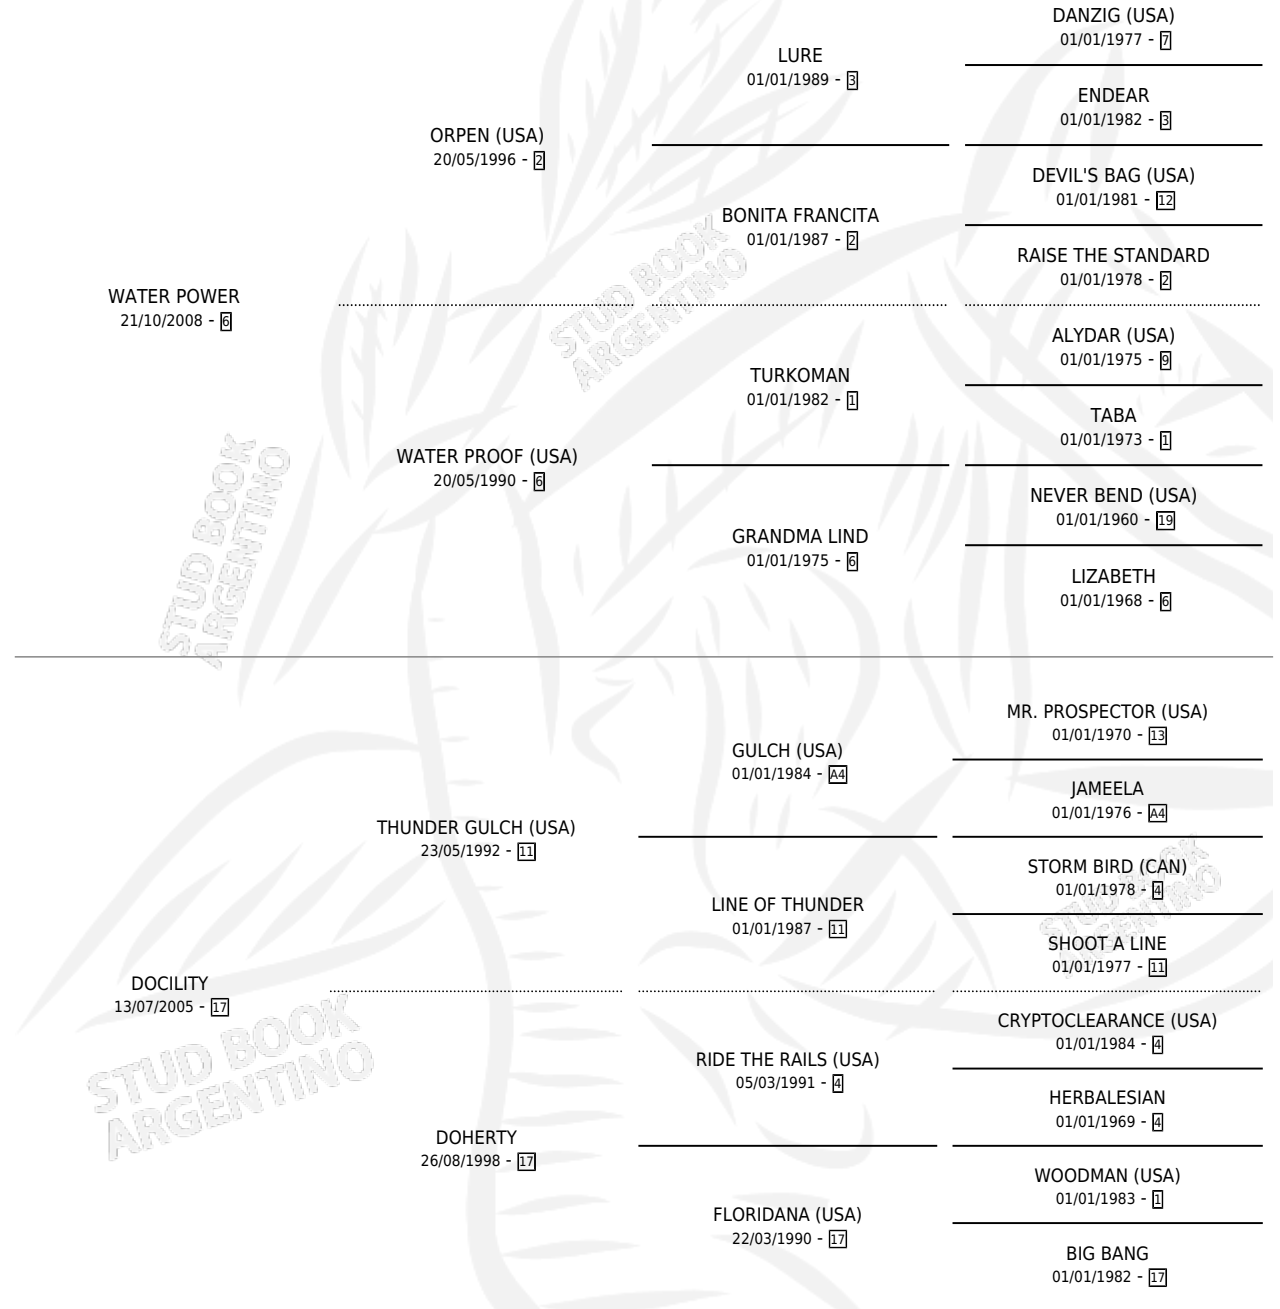 DANZIG (USA)
01/01/1977 - 7
LURE
01/01/1989 - 3
ENDEAR
01/01/1982 - 3
ORPEN (USA)
20/05/1996 - 2
DEVIL'S BAG (USA)
01/01/1981 - 12
BONITA FRANCITA
01/01/1987 - 2
RAISE THE STANDARD
01/01/1978 - 2
WATER POWER
21/10/2008 - 6
ALYDAR (USA)
01/01/1975 - 9
TURKOMAN
01/01/1982 - 1
TABA
01/01/1973 - 1
WATER PROOF (USA)
20/05/1990 - 6
NEVER BEND (USA)
01/01/1960 - 19
GRANDMA LIND
01/01/1975 - 6
LIZABETH
01/01/1968 - 6
MR. PROSPECTOR (USA)
01/01/1970 - 13
GULCH (USA)
01/01/1984 - A4
JAMEELA
01/01/1976 - A4
THUNDER GULCH (USA)
23/05/1992 - 11
STORM BIRD (CAN)
01/01/1978 - 4
LINE OF THUNDER
01/01/1987 - 11
SHOOT A LINE
01/01/1977 - 11
DOCILITY
13/07/2005 - 17
CRYPTOCLEARANCE (USA)
01/01/1984 - 4
RIDE THE RAILS (USA)
05/03/1991 - 4
HERBALESIAN
01/01/1969 - 4
DOHERTY
26/08/1998 - 17
WOODMAN (USA)
01/01/1983 - 1
FLORIDANA (USA)
22/03/1990 - 17
BIG BANG
01/01/1982 - 17
STUD BOOK
ARGENTINO
STUD BOOK
ARGENTINO
STUD BOOK
ARGENTINO
STUD BOOK
ARGENTINO